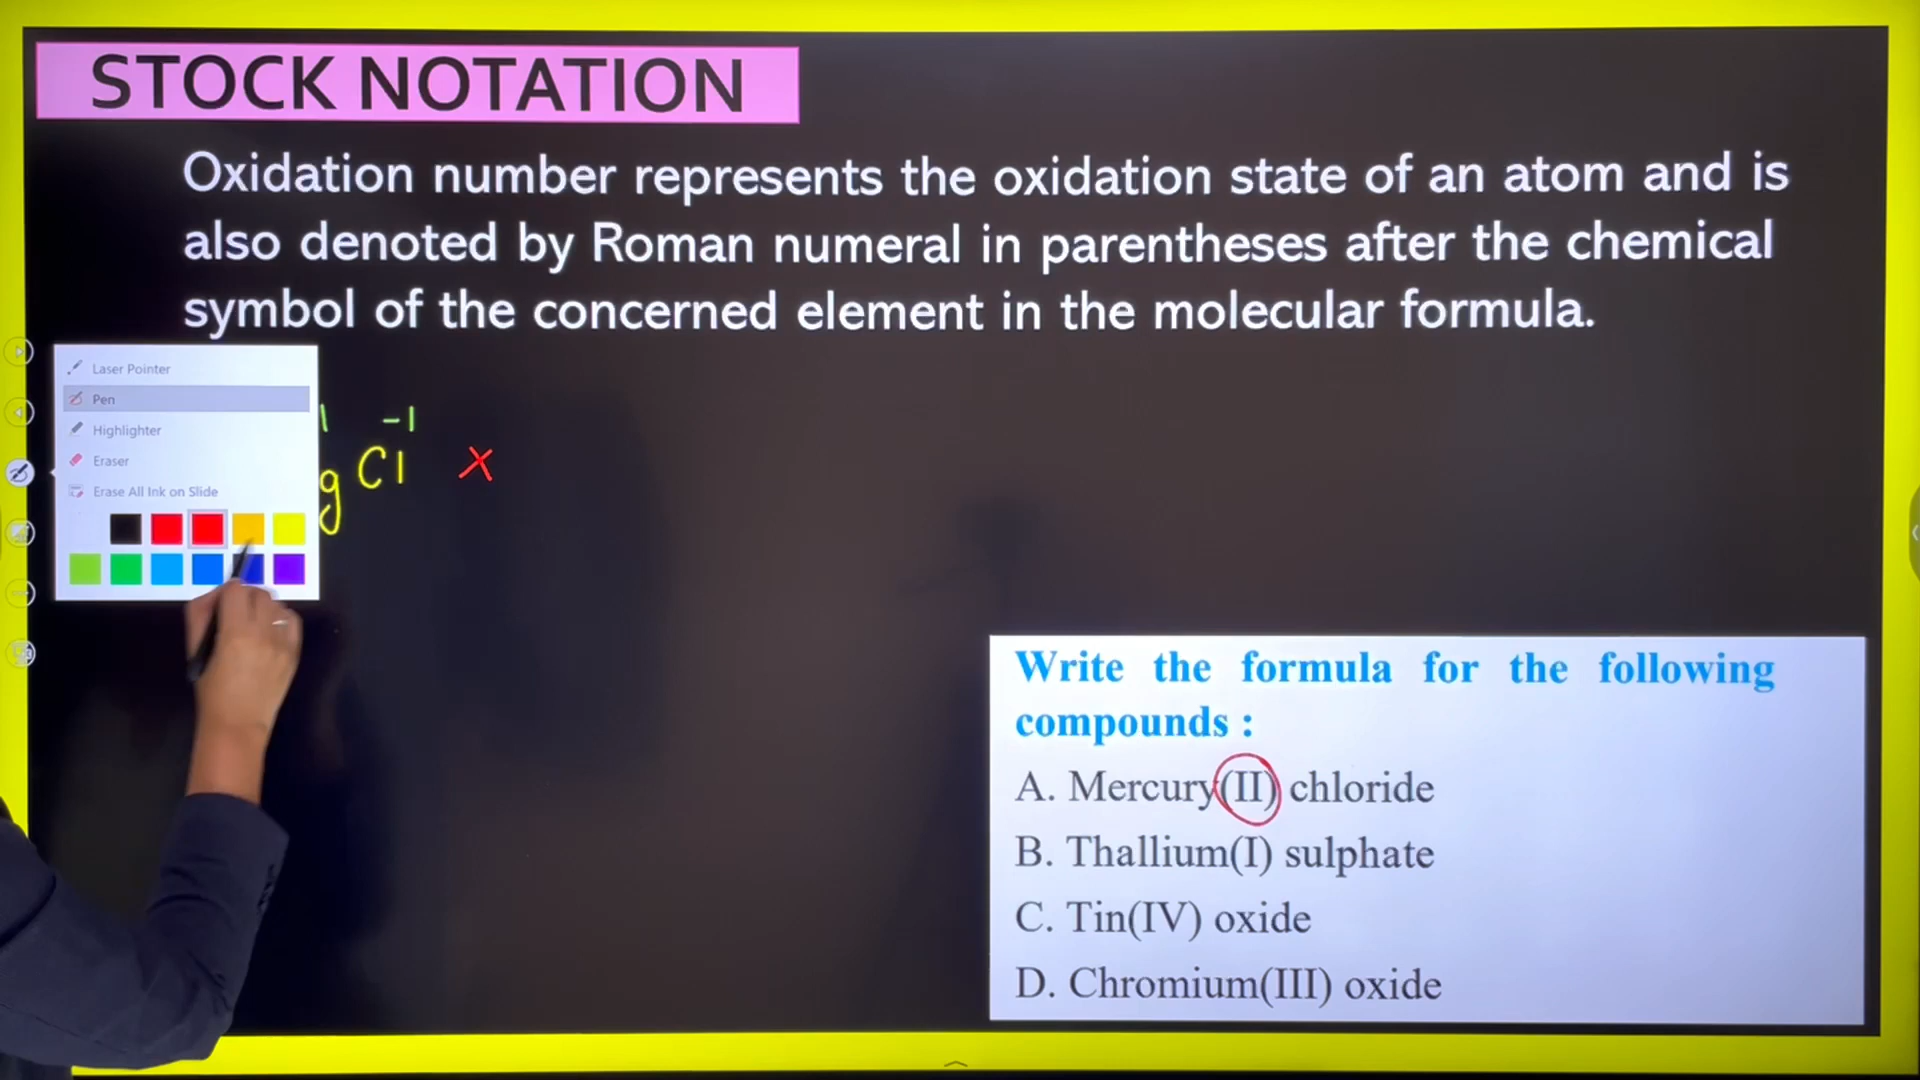 STOCK NOTATION
Oxidation number represents the oxidation state of an atom and is
also denoted by Roman numeral in parentheses after the chemical
symbol of the concerned element in the molecular formula.
Laser Pointer
Pen
Highlighter
Eraser
Erase All Ink on Slide
1 -1
g Cl ×
Write the formula for the following
compounds :
A. Mercury(II) chloride
B. Thallium(I) sulphate
C. Tin(IV) oxide
D. Chromium(III) oxide